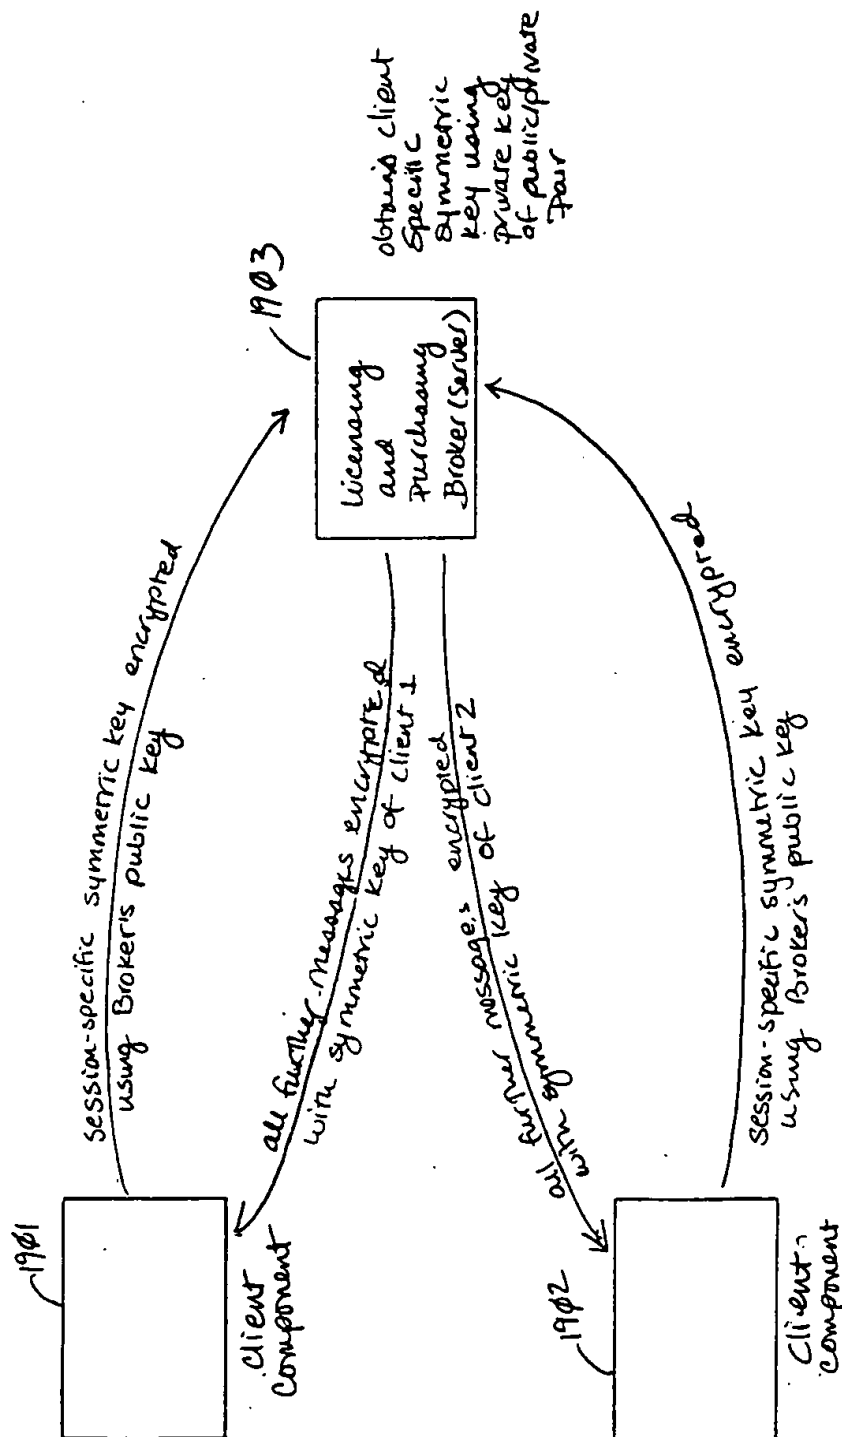 1901
Client
Component
session-specific symmetric key encrypted
using Broker's public key
all further messages encrypted
with symmetric key of client 1
1903
Licensing
and
Purchasing
Broker (Server)
obtains client
specific
symmetric
key using
private key
of public/private
Pair
all further messages encrypted
with symmetric key of client 2
1902
Client
component
session-specific symmetric key encrypted
using Broker's public key